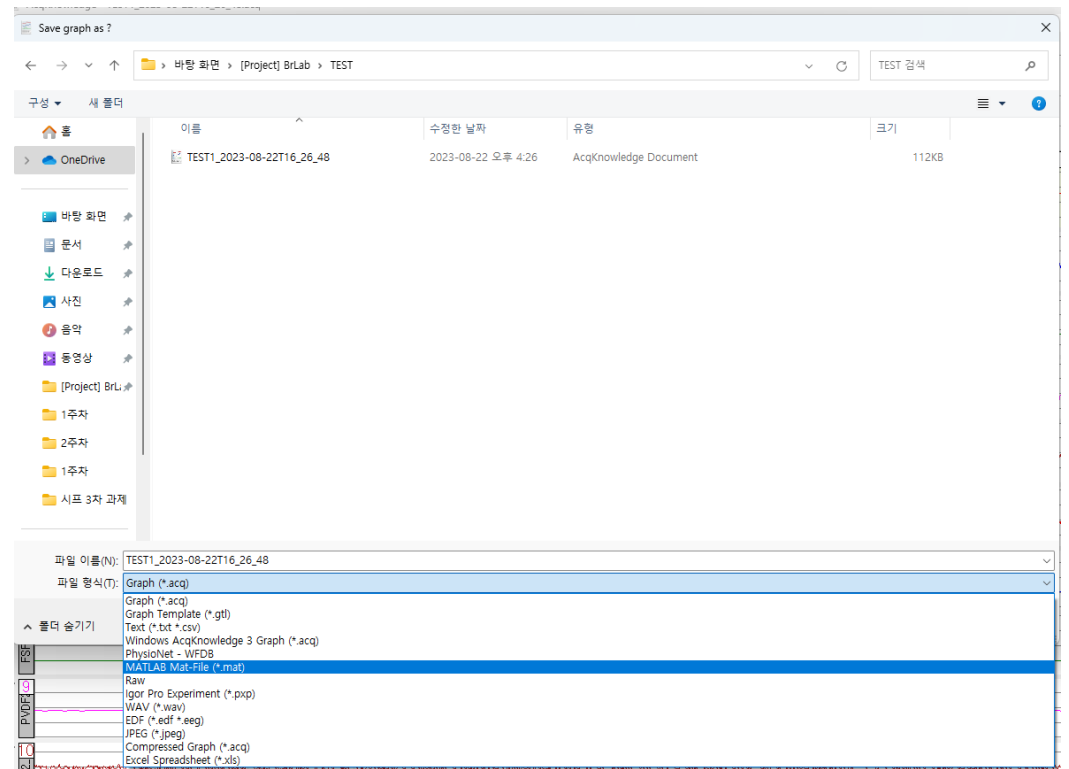 Save graph as ?
바탕 화면 › [Project] BrLab › TEST
TEST 검색
구성
새 폴더
이름 수정한 날짜 유형 크기
TEST1_2023-08-22T16_26_48 2023-08-22 오후 4:26 AcqKnowledge Document 112KB
홈
OneDrive
바탕 화면
문서
다운로드
사진
음악
동영상
[Project] BrLa
1주차
2주차
1주차
시프 3차 과제
파일 이름(N): TEST1_2023-08-22T16_26_48
파일 형식(T): Graph (*.acq)
Graph (*.acq)
Graph Template (*.gtl)
Text (*.txt *.csv)
Windows AcqKnowledge 3 Graph (*.acq)
PhysioNet - WFDB
MATLAB Mat-File (*.mat)
Raw
Igor Pro Experiment (*.pxp)
WAV (*.wav)
EDF (*.edf *.eeg)
JPEG (*.jpeg)
Compressed Graph (*.acq)
Excel Spreadsheet (*.xls)
폴더 숨기기
FSF
9
PVDF
10